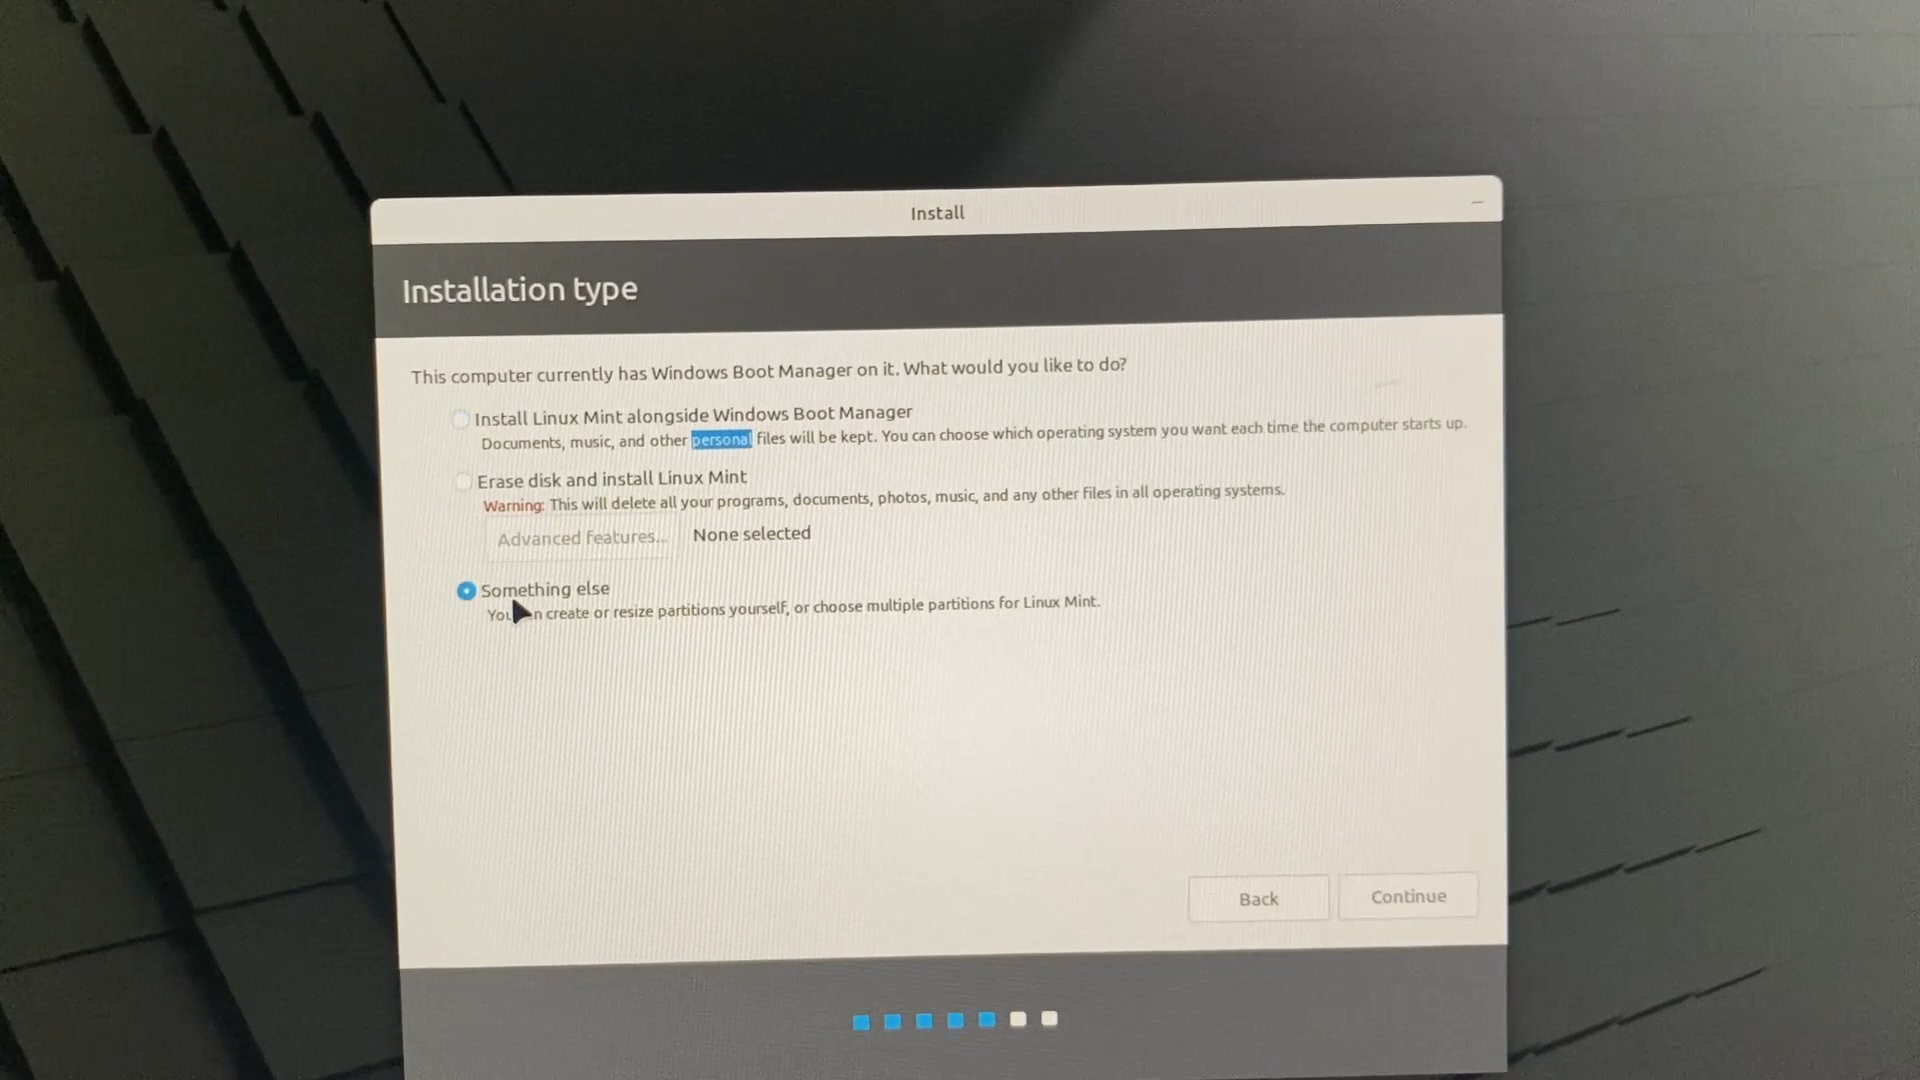 Install
Installation type
This computer currently has Windows Boot Manager on it. What would you like to do?
Install Linux Mint alongside Windows Boot Manager
Documents, music, and other personal files will be kept. You can choose which operating system you want each time the computer starts up.
Erase disk and install Linux Mint
Warning: This will delete all your programs, documents, photos, music, and any other files in all operating systems.
Advanced features... None selected
Something else
You create or resize partitions yourself, or choose multiple partitions for Linux Mint.
Back Continue